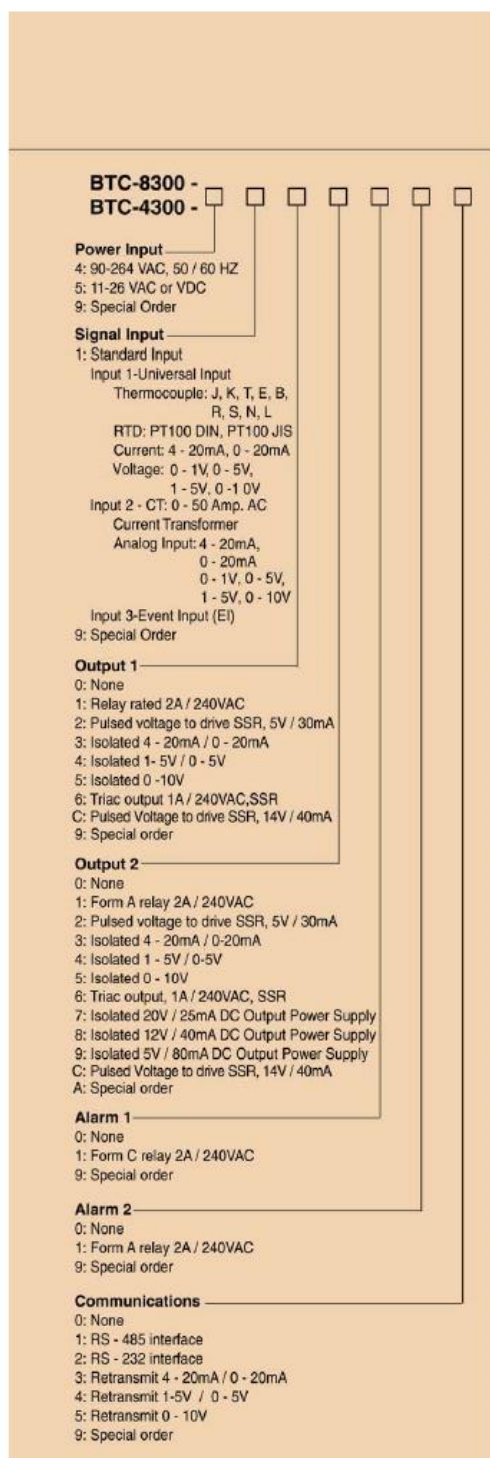 BTC-8300 -
BTC-4300 -
Power Input
4: 90-264 VAC, 50 / 60 HZ
5: 11-26 VAC or VDC
9: Special Order
Signal Input
1: Standard Input
Input 1-Universal Input
Thermocouple: J, K, T, E, B,
R, S, N, L
RTD: PT100 DIN, PT100 JIS
Current: 4 - 20mA, 0 - 20mA
Voltage: 0 - 1V, 0 - 5V,
1 - 5V, 0 -1 0V
Input 2 - CT: 0 - 50 Amp. AC
Current Transformer
Analog Input: 4 - 20mA,
0 - 20mA
0 - 1V, 0 - 5V,
1 - 5V, 0 - 10V
Input 3-Event Input (EI)
9: Special Order
Output 1
0: None
1: Relay rated 2A / 240VAC
2: Pulsed voltage to drive SSR, 5V / 30mA
3: Isolated 4 - 20mA / 0 - 20mA
4: Isolated 1- 5V / 0 - 5V
5: Isolated 0 -10V
6: Triac output 1A / 240VAC,SSR
C: Pulsed Voltage to drive SSR, 14V / 40mA
9: Special order
Output 2
0: None
1: Form A relay 2A / 240VAC
2: Pulsed voltage to drive SSR, 5V / 30mA
3: Isolated 4 - 20mA / 0-20mA
4: Isolated 1 - 5V / 0-5V
5: Isolated 0 - 10V
6: Triac output, 1A / 240VAC, SSR
7: Isolated 20V / 25mA DC Output Power Supply
8: Isolated 12V / 40mA DC Output Power Supply
9: Isolated 5V / 80mA DC Output Power Supply
C: Pulsed Voltage to drive SSR, 14V / 40mA
A: Special order
Alarm 1
0: None
1: Form C relay 2A / 240VAC
9: Special order
Alarm 2
0: None
1: Form A relay 2A / 240VAC
9: Special order
Communications
0: None
1: RS - 485 interface
2: RS - 232 interface
3: Retransmit 4 - 20mA / 0 - 20mA
4: Retransmit 1-5V / 0 - 5V
5: Retransmit 0 - 10V
9: Special order